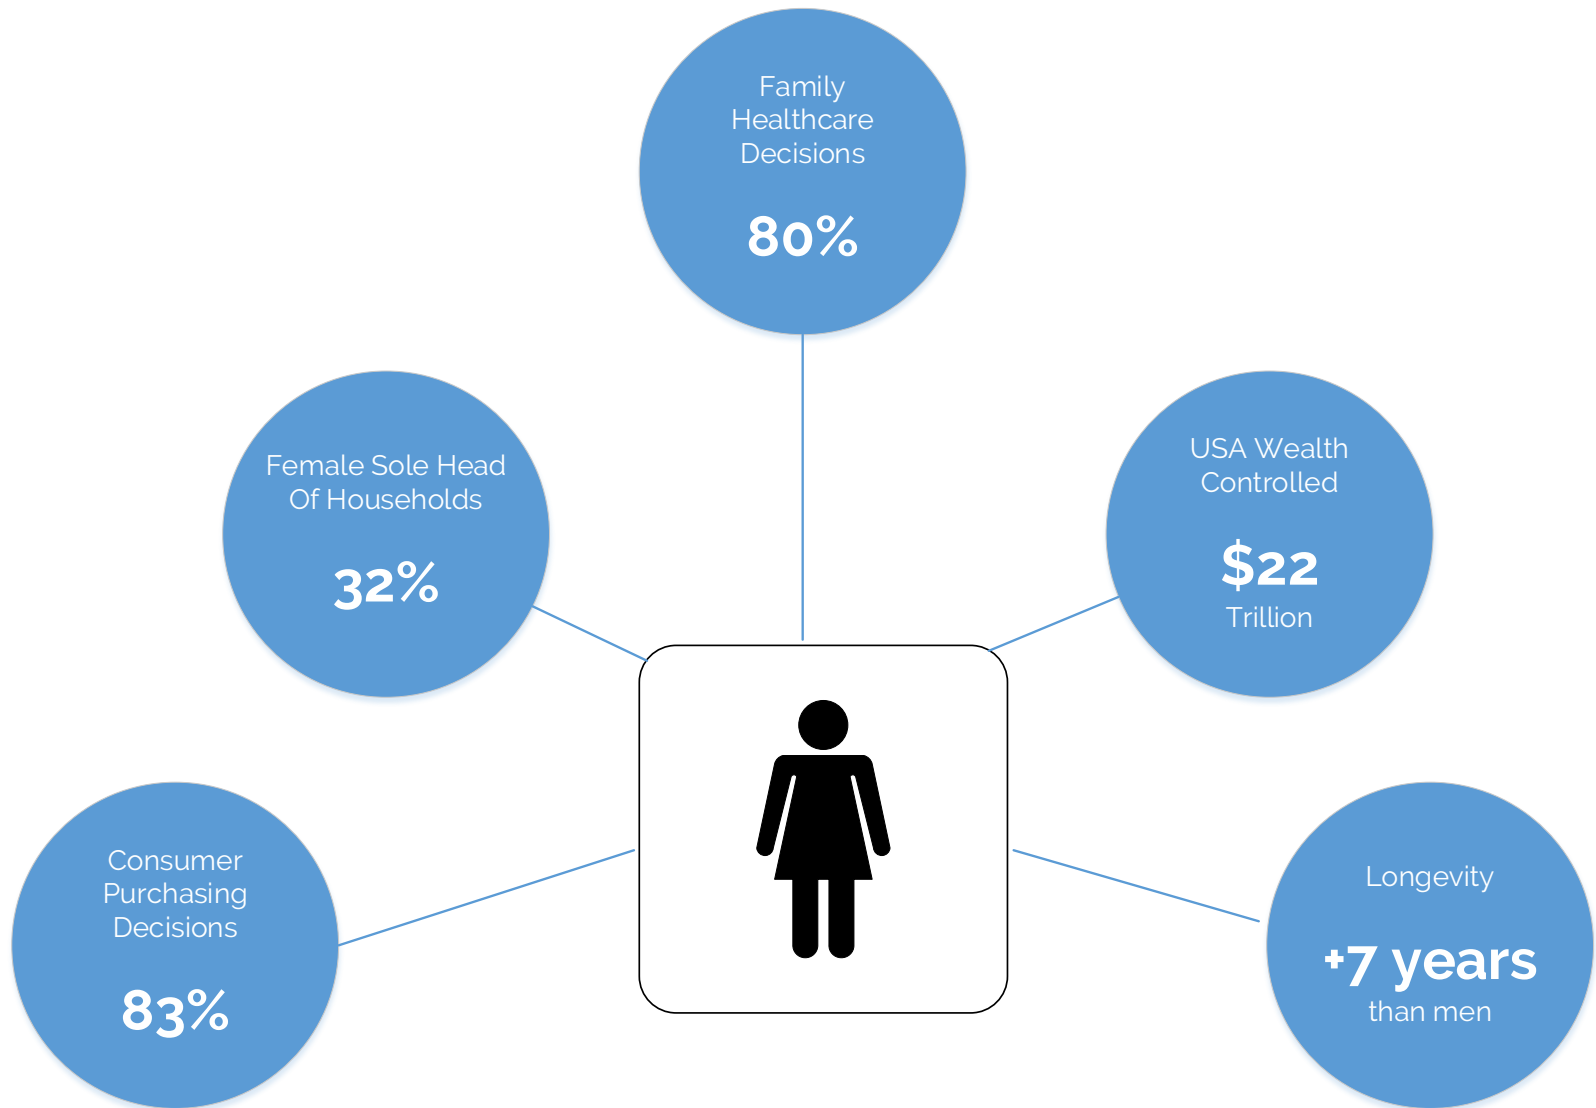 Family
Healthcare
Decisions
80%
Female Sole Head
Of Households
32%
USA Wealth
Controlled
$22
Trillion
Consumer
Purchasing
Decisions
83%
Longevity
+7 years
than men